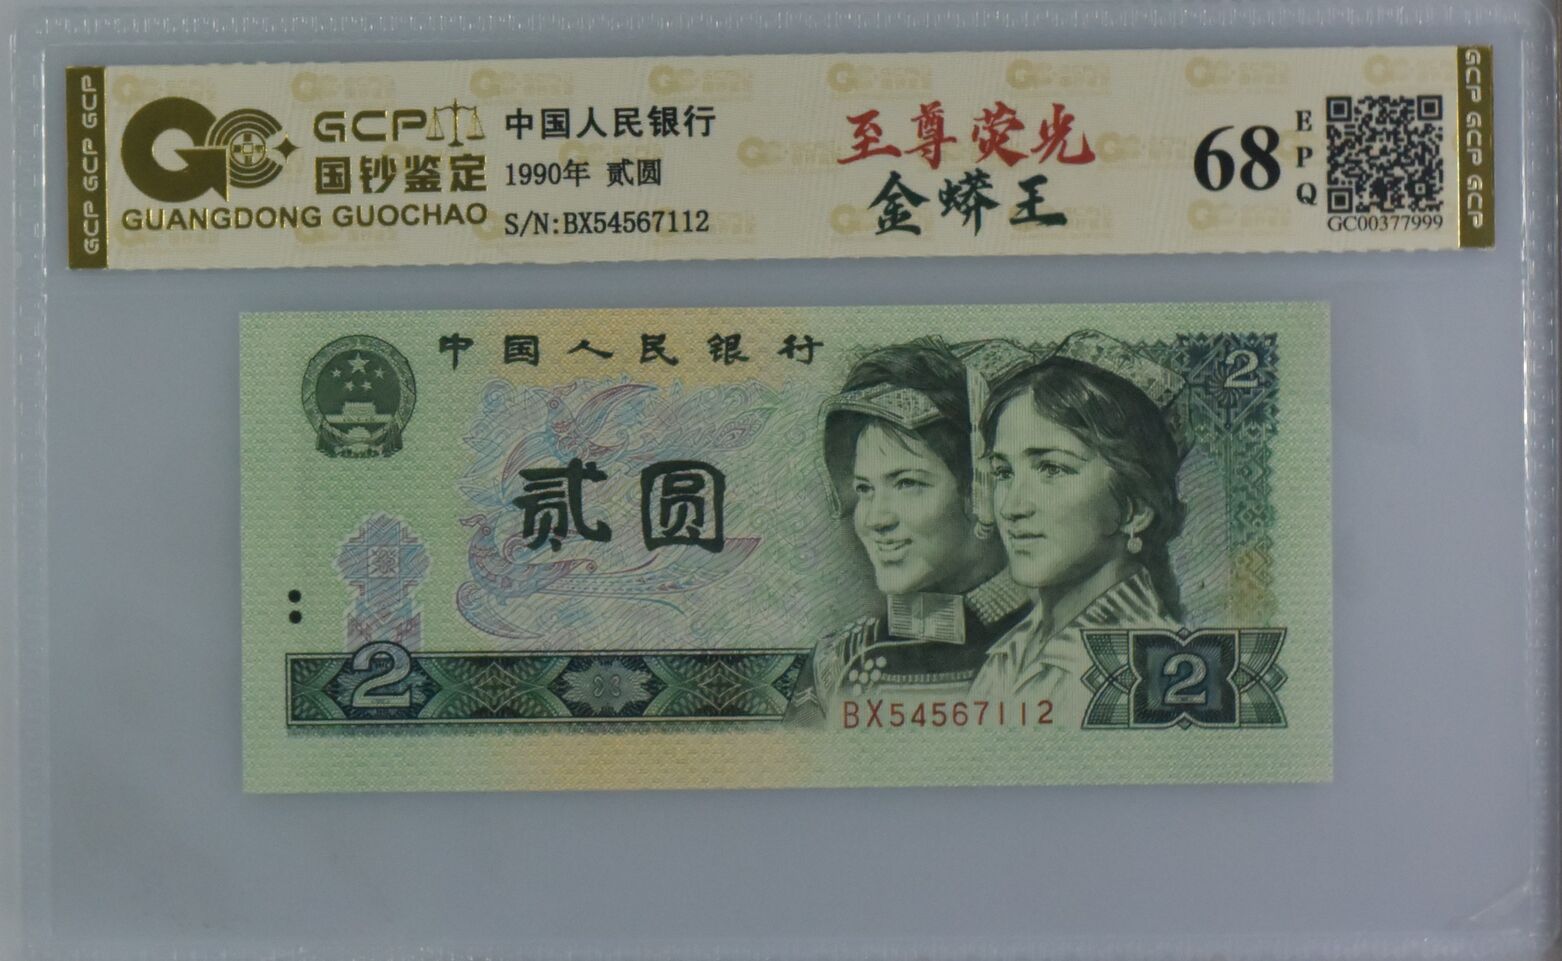 GCP GCP GCP
GCP
国钞鉴定
GUANGDONG GUOCHAO
中国人民银行
1990年 贰圆
S/N:BX54567112
至尊荧光
金蟒王
68
EPQ
GC00377999
GCP GCP GCP
中国人民银行
2
贰圆
2
2
BX54567112